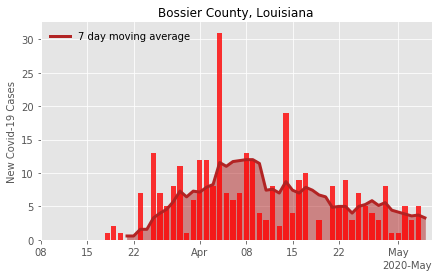 Bossier County, Louisiana
7 day moving average
New Covid-19 Cases
30
25
20
15
10
5
0
08 15 22 Apr 08 15 22 May
2020-May